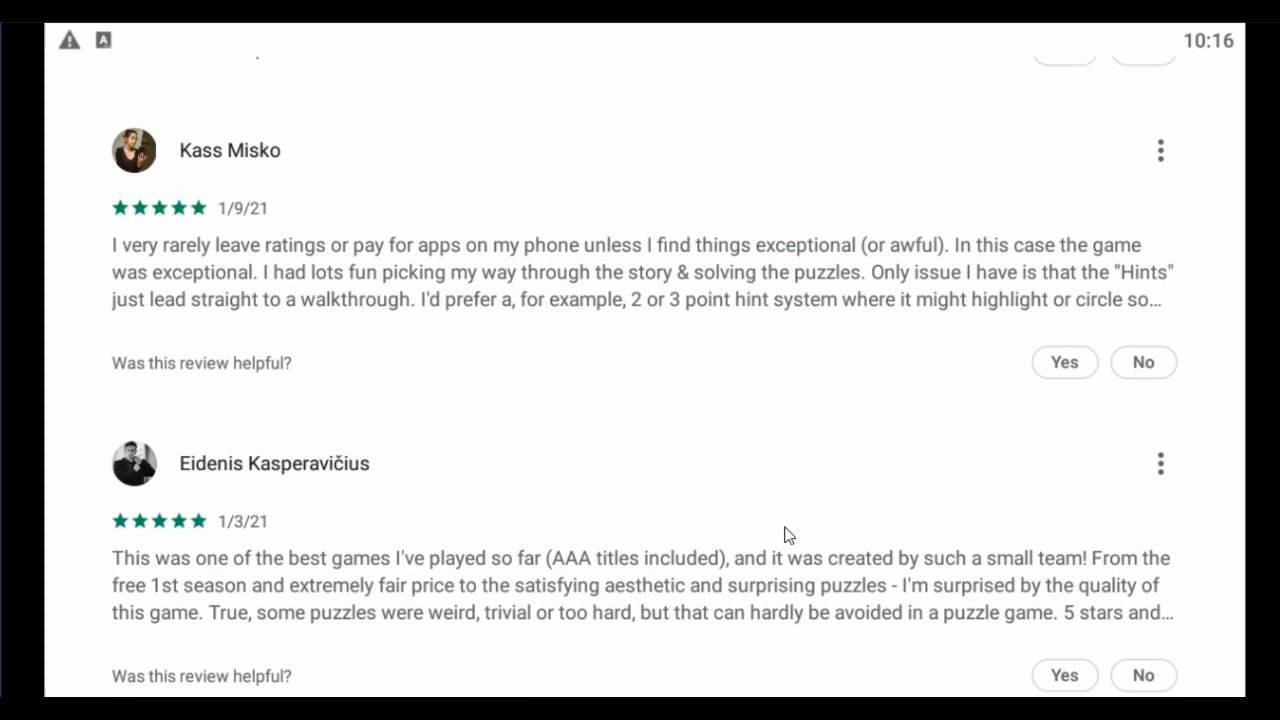 A
10:16
Kass Misko
1/9/21
I very rarely leave ratings or pay for apps on my phone unless I find things exceptional (or awful). In this case the game
was exceptional. I had lots fun picking my way through the story & solving the puzzles. Only issue I have is that the "Hints"
just lead straight to a walkthrough. I'd prefer a, for example, 2 or 3 point hint system where it might highlight or circle so...
Was this review helpful?
Yes
No
Eidenis Kasperavičius
1/3/21
This was one of the best games I've played so far (AAA titles included), and it was created by such a small team! From the
free 1st season and extremely fair price to the satisfying aesthetic and surprising puzzles - I'm surprised by the quality of
this game. True, some puzzles were weird, trivial or too hard, but that can hardly be avoided in a puzzle game. 5 stars and...
Was this review helpful?
Yes
No